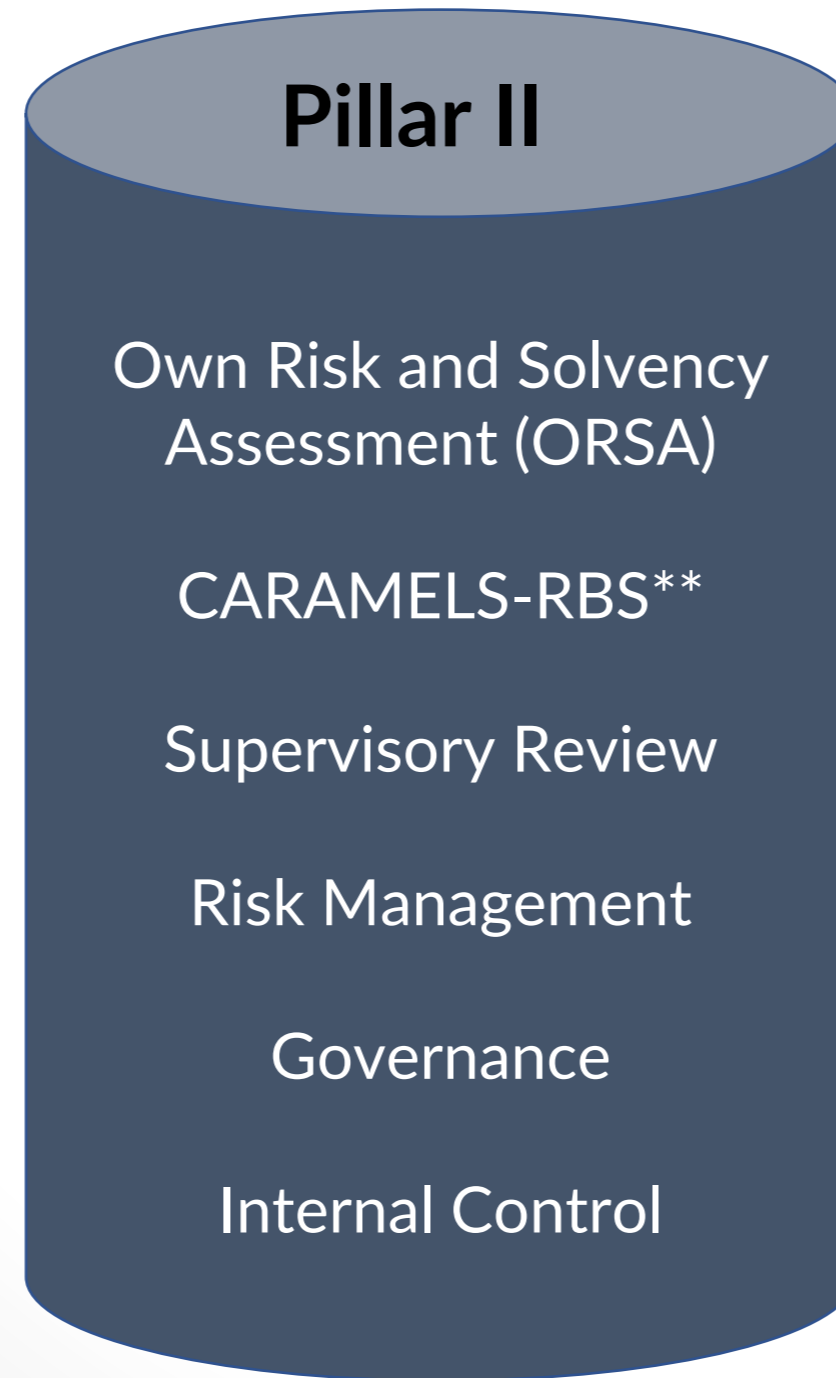 Pillar II
Own Risk and Solvency
Assessment (ORSA)
CARAMELS-RBS**
Supervisory Review
Risk Management
Governance
Internal Control